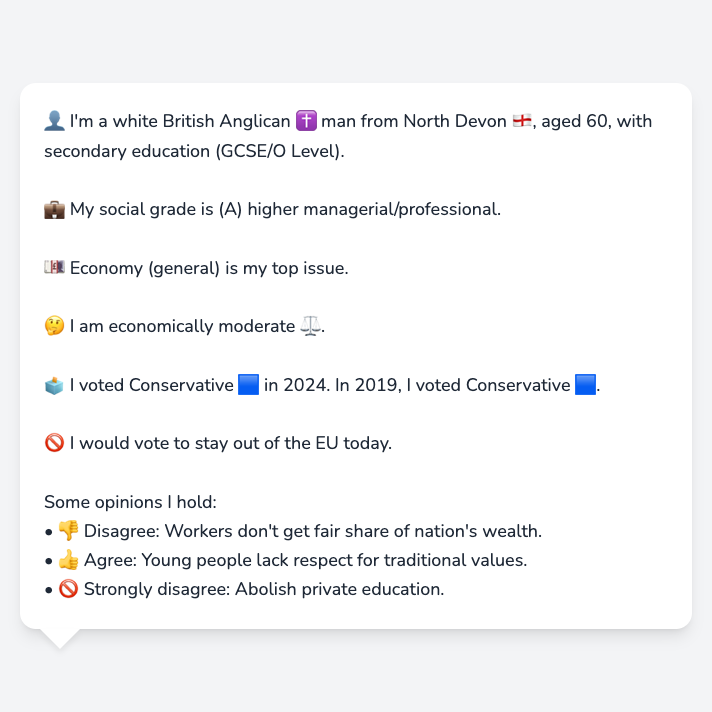 👤 I'm a white British Anglican ✝️ man from North Devon 🏴󠁧󠁢󠁥󠁮󠁧󠁿, aged 60, with
secondary education (GCSE/O Level).
💼 My social grade is (A) higher managerial/professional.
💷 Economy (general) is my top issue.
🤔 I am economically moderate ⚖️.
🗳️ I voted Conservative 🟦 in 2024. In 2019, I voted Conservative 🟦.
🚫 I would vote to stay out of the EU today.
Some opinions I hold:
• 👎 Disagree: Workers don't get fair share of nation's wealth.
• 👍 Agree: Young people lack respect for traditional values.
• 🚫 Strongly disagree: Abolish private education.